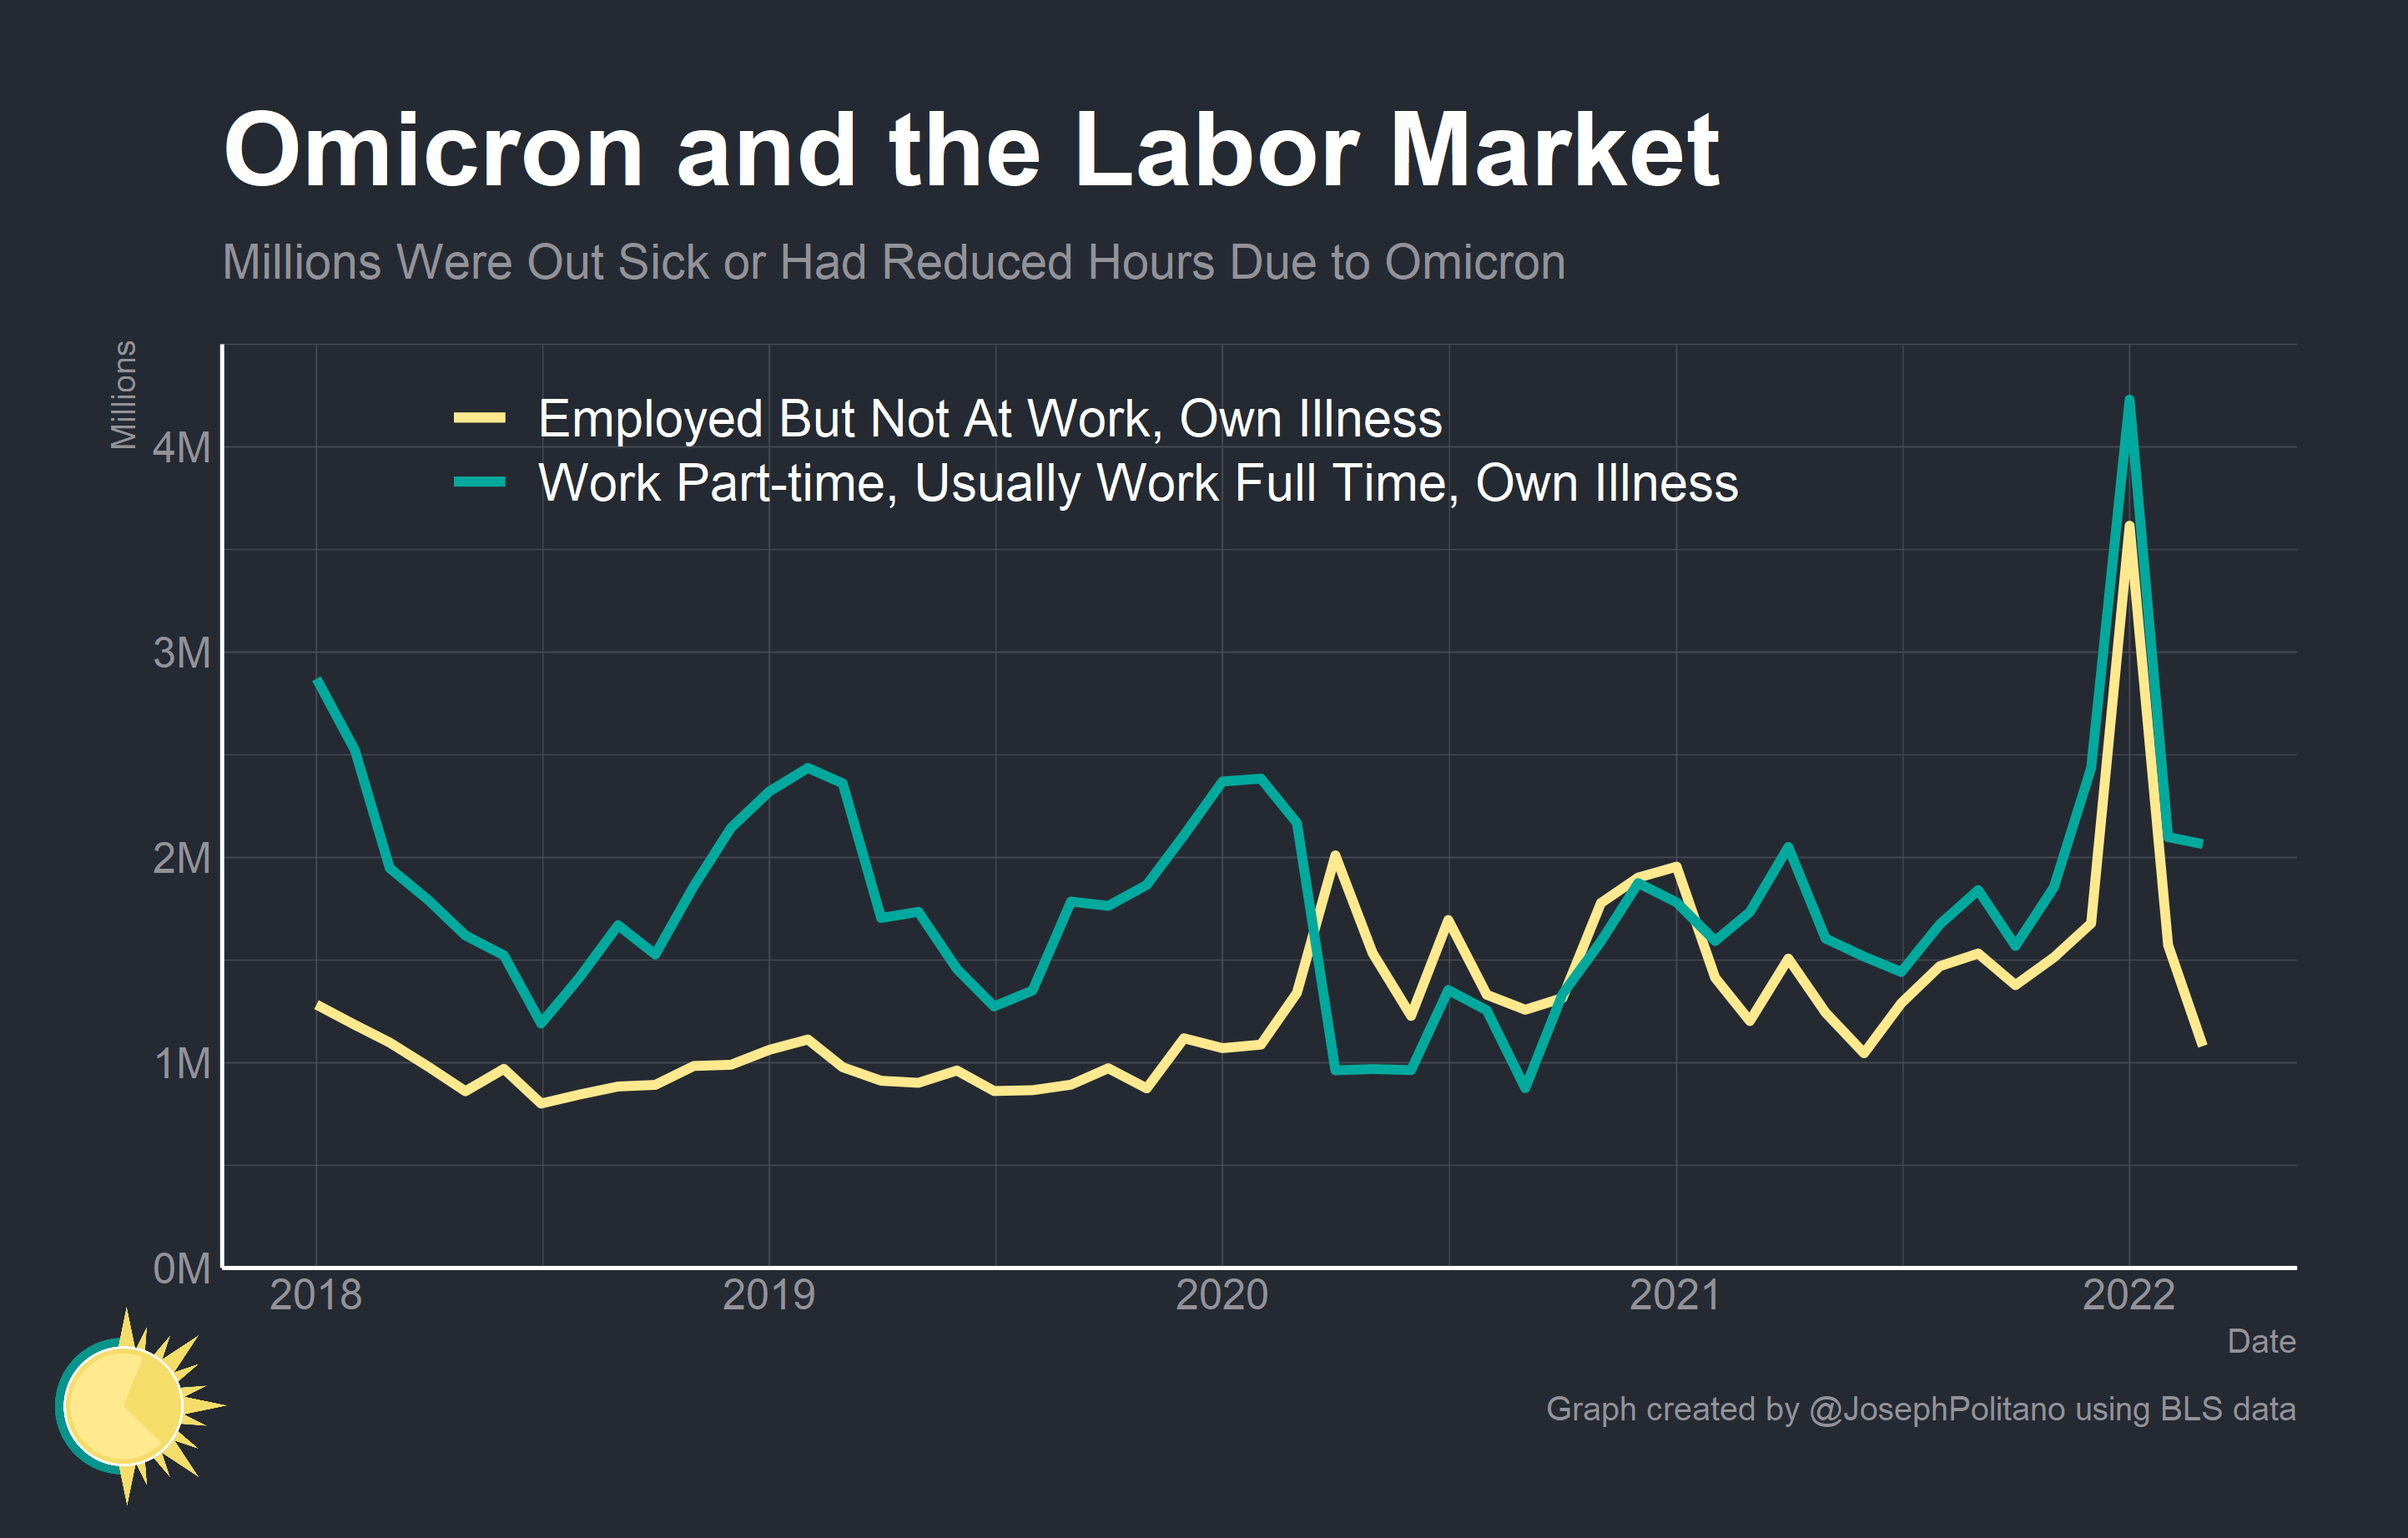 Omicron and the Labor Market
Millions Were Out Sick or Had Reduced Hours Due to Omicron
Millions
Employed But Not At Work, Own Illness
Work Part-time, Usually Work Full Time, Own Illness
4M
3M
2M
1M
0M
2018 2019 2020 2021 2022
Date
Graph created by @JosephPolitano using BLS data